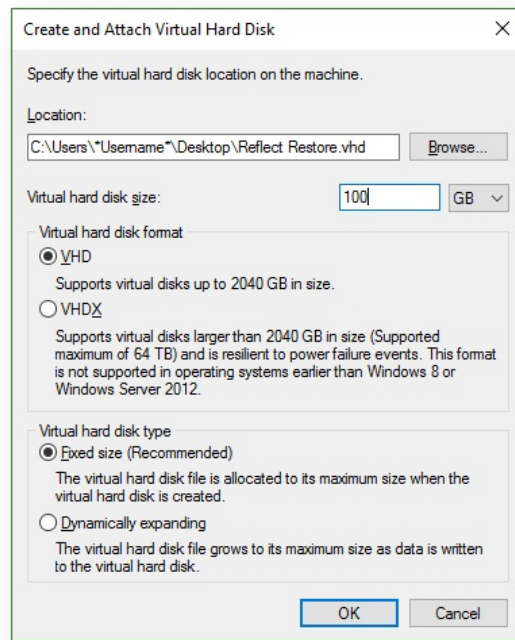 Create and Attach Virtual Hard Disk
Specify the virtual hard disk location on the machine.
Location:
C:\Users\*Username*\Desktop\Reflect Restore.vhd Browse...
Virtual hard disk size: 100 GB
Virtual hard disk format
VHD
Supports virtual disks up to 2040 GB in size.
VHDX
Supports virtual disks larger than 2040 GB in size (Supported
maximum of 64 TB) and is resilient to power failure events. This format
is not supported in operating systems earlier than Windows 8 or
Windows Server 2012.
Virtual hard disk type
Fixed size (Recommended)
The virtual hard disk file is allocated to its maximum size when the
virtual hard disk is created.
Dynamically expanding
The virtual hard disk file grows to its maximum size as data is written
to the virtual hard disk.
OK Cancel